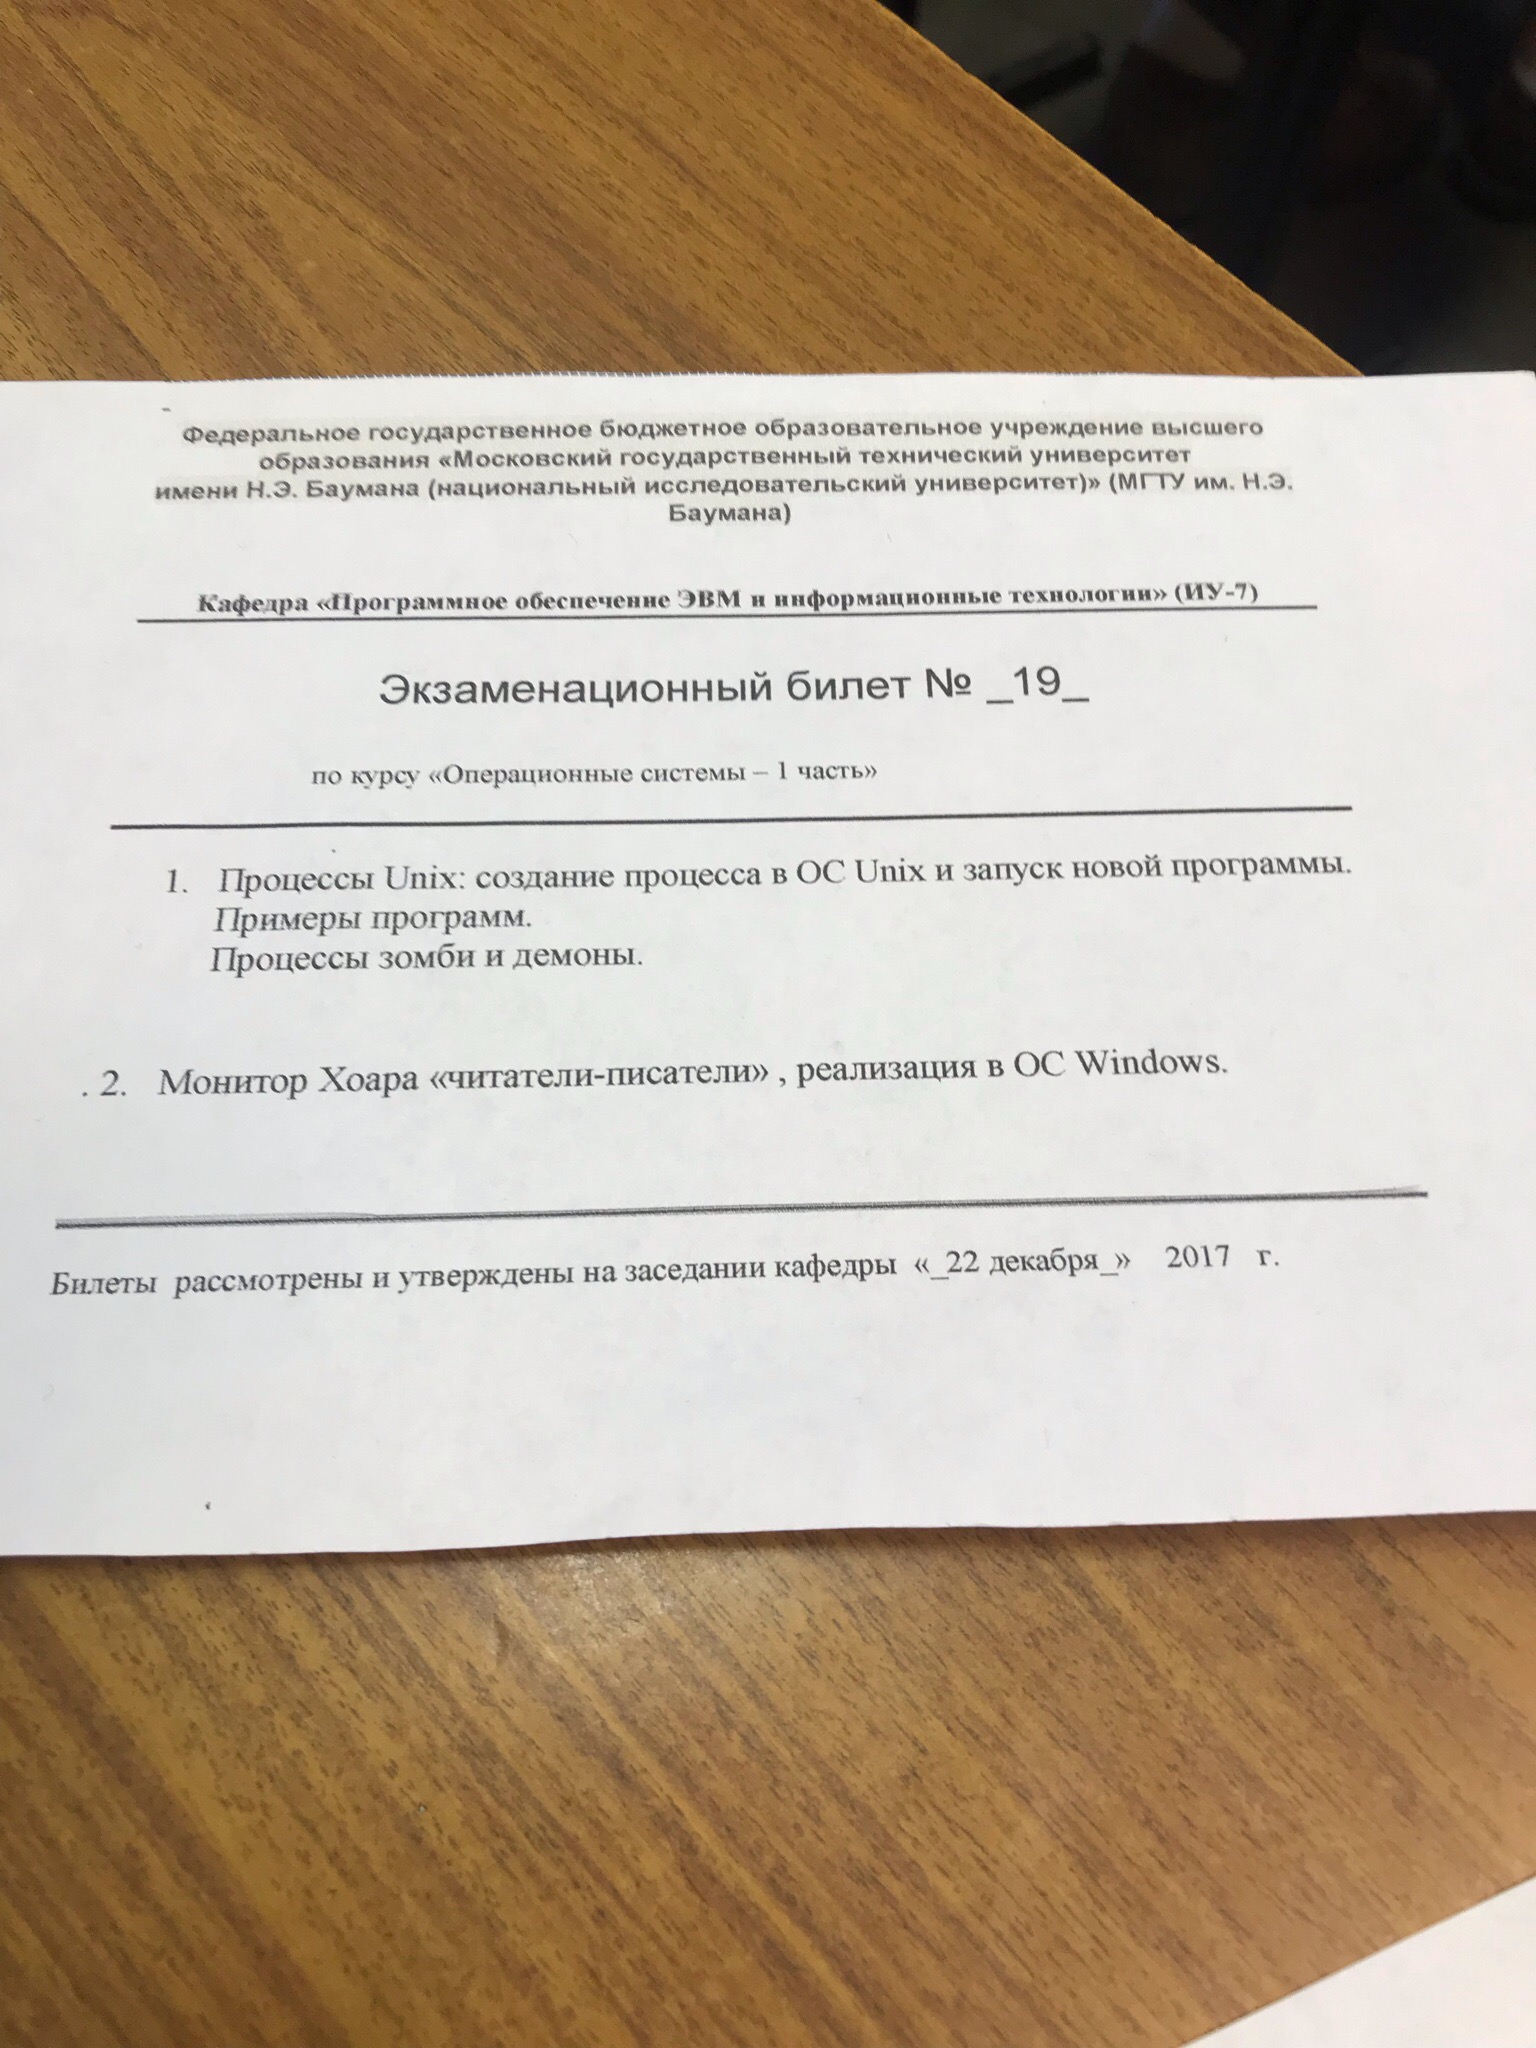 Федеральное государственное бюджетное образовательное учреждение высшего
образования «Московский государственный технический университет
имени Н.Э. Баумана (национальный исследовательский университет)» (МГТУ им. Н.Э.
Баумана)
Кафедра «Программное обеспечение ЭВМ и информационные технологии» (ИУ-7)
Экзаменационный билет № _19_
по курсу «Операционные системы – 1 часть»
1. Процессы Unix: создание процесса в ОС Unix и запуск новой программы.
Примеры программ.
Процессы зомби и демоны.
. 2. Монитор Хоара «читатели-писатели» , реализация в ОС Windows.
Билеты рассмотрены и утверждены на заседании кафедры «_22 декабря_» 2017 г.